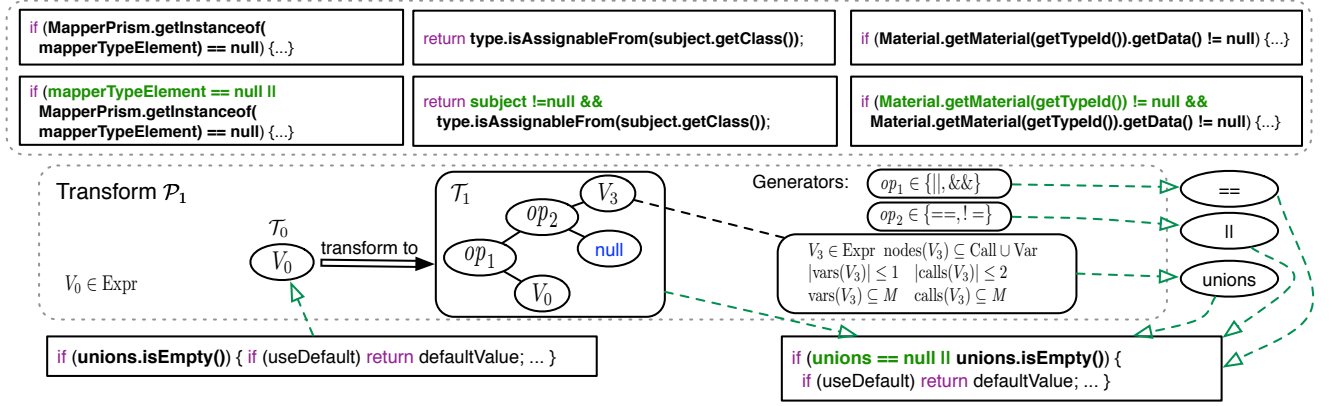 if (MapperPrism.getInstanceof(
mapperTypeElement) == null) {...}
return type.isAssignableFrom(subject.getClass());
if (Material.getMaterial(getTypeId()).getData() != null) {...}
if (mapperTypeElement == null ||
MapperPrism.getInstanceof(
mapperTypeElement) == null) {...}
return subject !=null &&
type.isAssignableFrom(subject.getClass());
if (Material.getMaterial(getTypeId()) != null &&
Material.getMaterial(getTypeId()).getData() != null) {...}
Transform 𝒫₁
𝒯₀
V₀
V₀ ∈ Expr
transform to
𝒯₁
V₃
op₂
null
op₁
V₀
Generators:
op₁ ∈ {||, &&}
op₂ ∈ {==, ! =}
V₃ ∈ Expr nodes(V₃) ⊆ Call ∪ Var
|vars(V₃)| ≤ 1 |calls(V₃)| ≤ 2
vars(V₃) ⊆ M calls(V₃) ⊆ M
==
||
unions
if (unions.isEmpty()) { if (useDefault) return defaultValue; ... }
if (unions == null || unions.isEmpty()) {
if (useDefault) return defaultValue; ... }